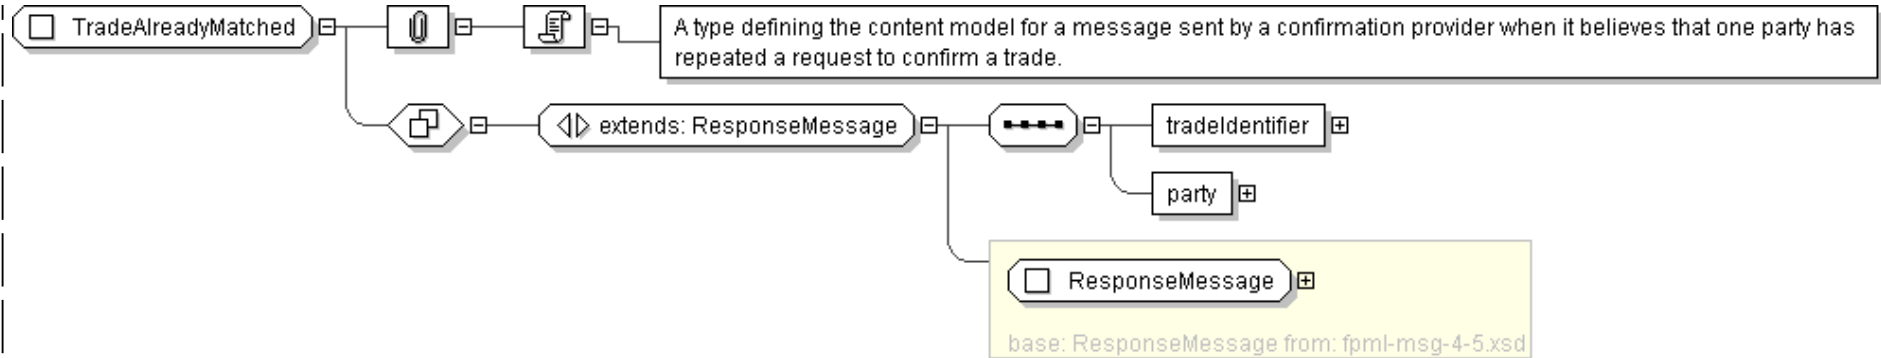 TradeAlreadyMatched
A type defining the content model for a message sent by a confirmation provider when it believes that one party has
repeated a request to confirm a trade.
extends: ResponseMessage
tradeIdentifier
party
ResponseMessage
base: ResponseMessage from: fpml-msg-4-5.xsd